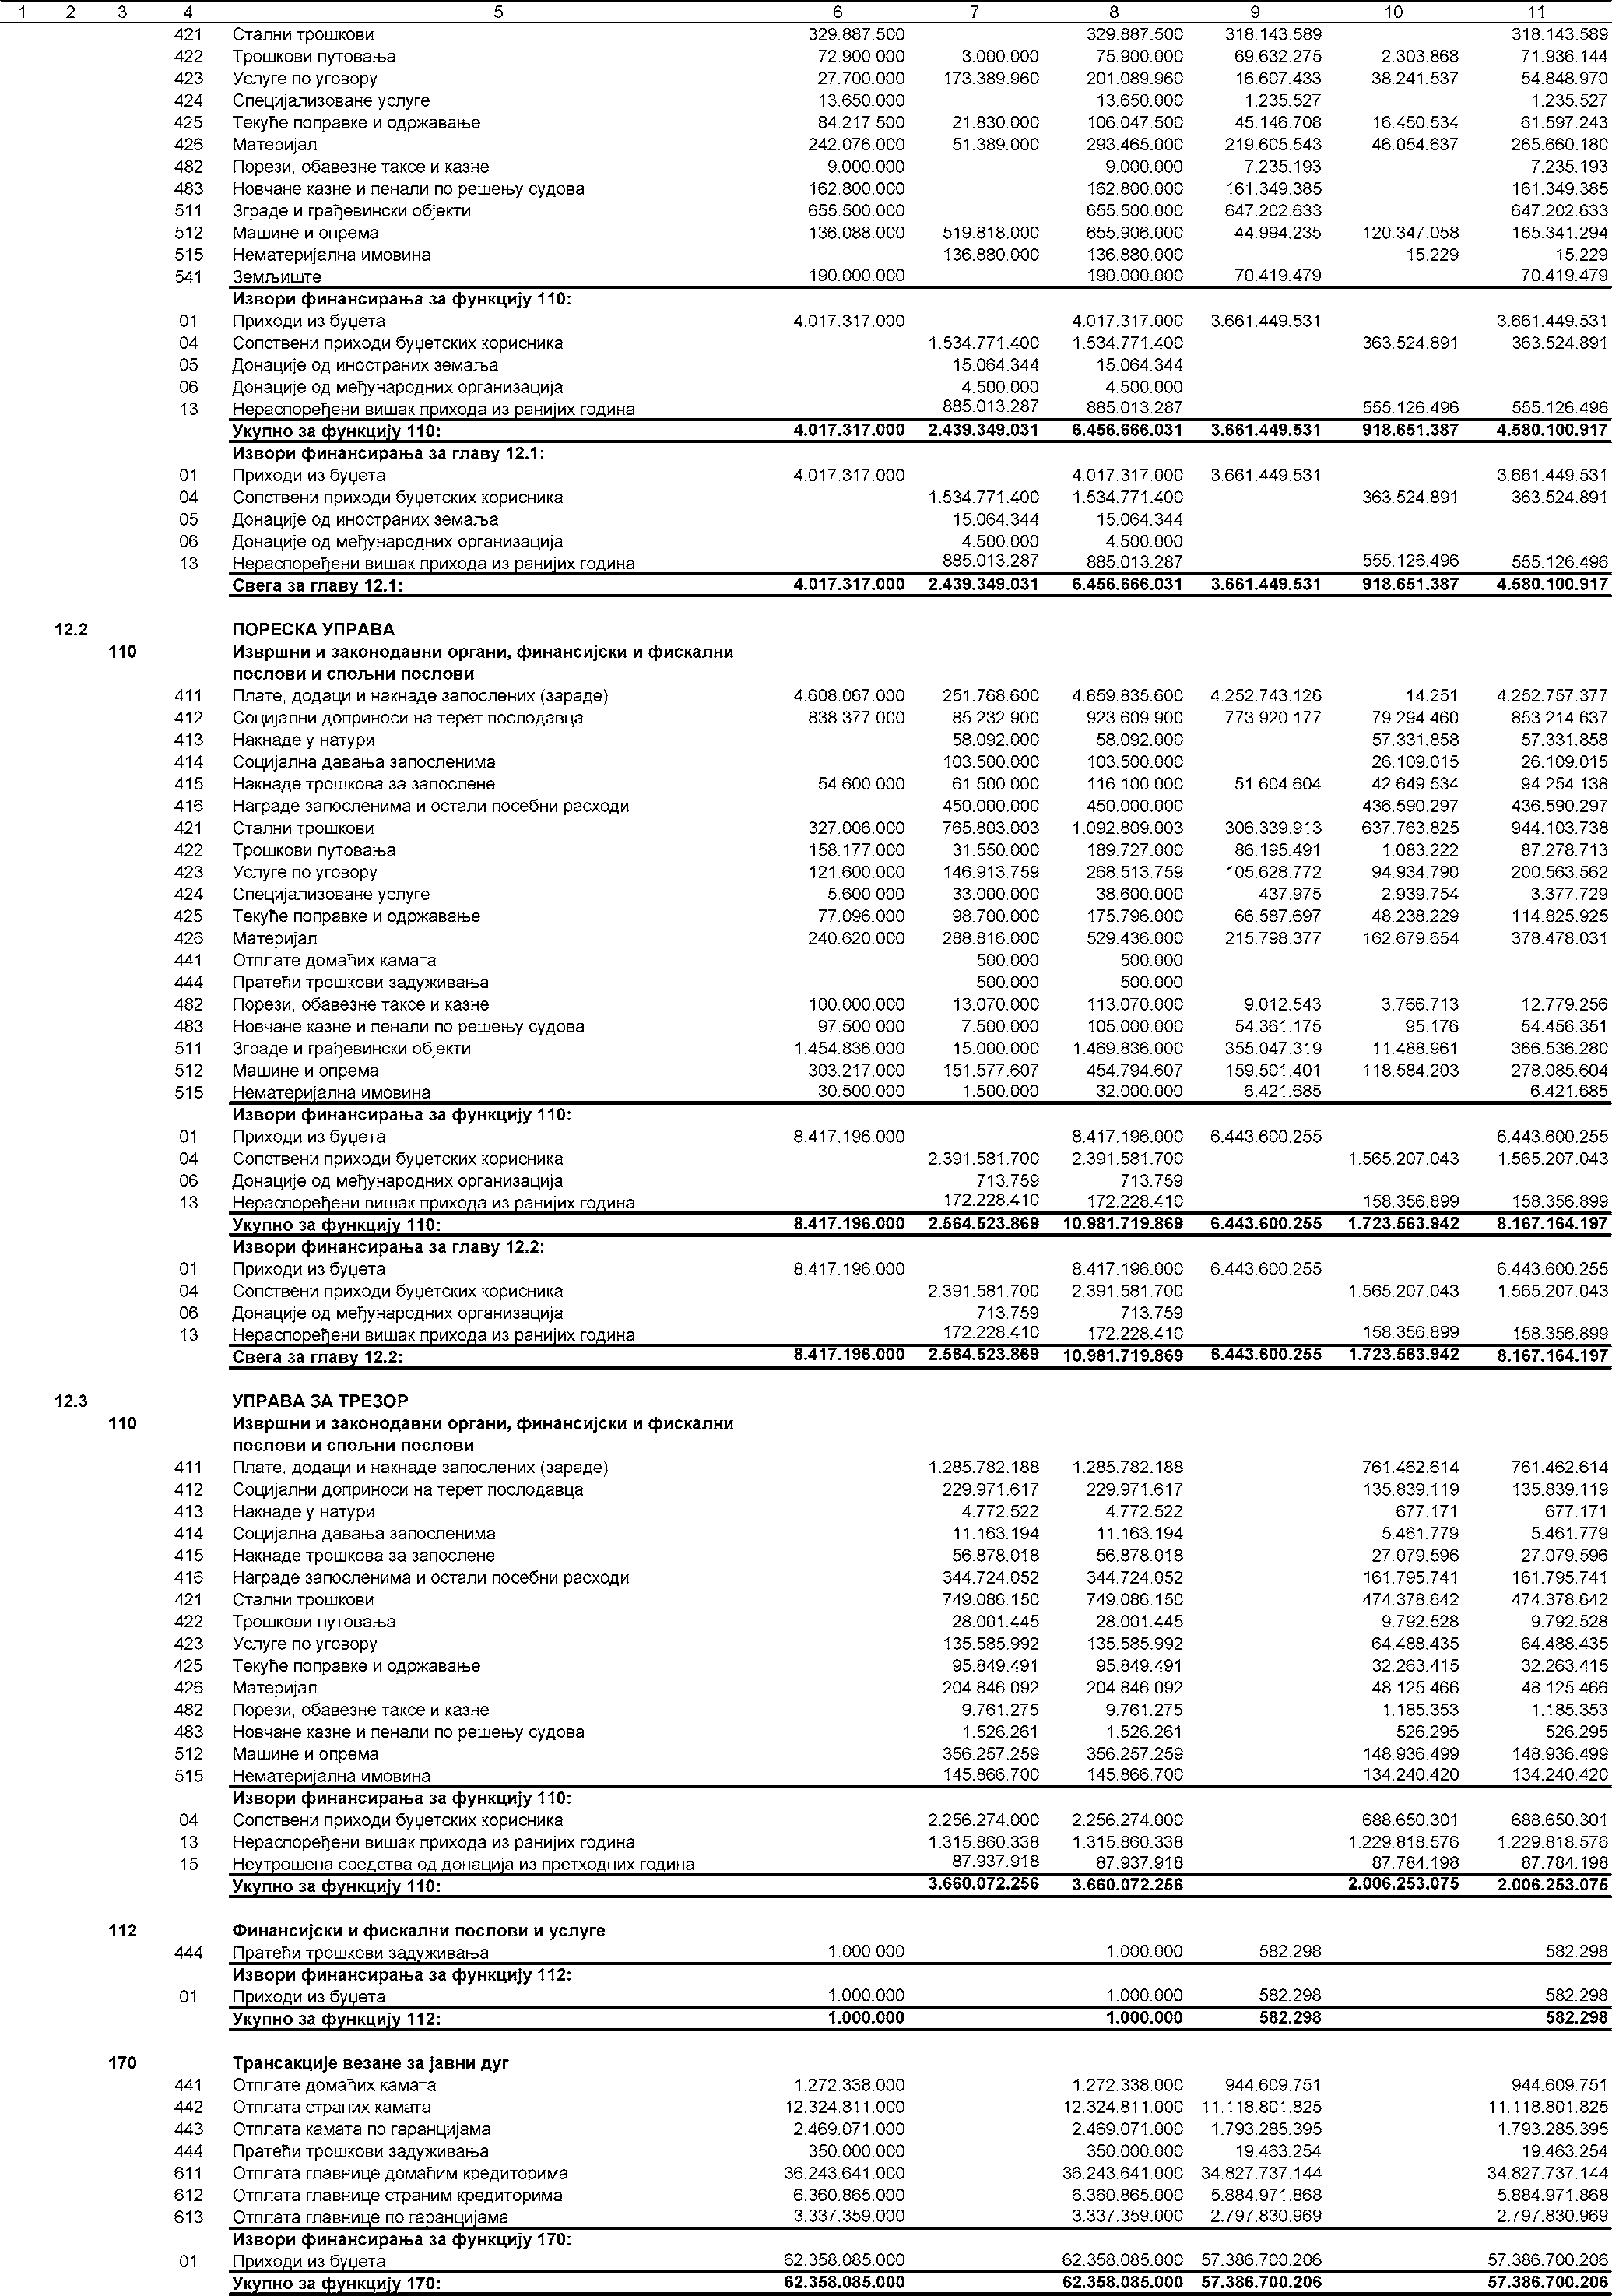 1 2 3 4 5 6 7 8 9 10 11
421 Стални трошкови 329.887.500 329.887.500 318.143.589 318.143.589
422 Трошкови путовања 72.900.000 3.000.000 75.900.000 69.632.275 2.303.868 71.936.144
423 Услуге по уговору 27.700.000 173.389.960 201.089.960 16.607.433 38.241.537 54.848.970
424 Специјализоване услуге 13.650.000 13.650.000 1.235.527 1.235.527
425 Текуће поправке и одржавање 84.217.500 21.830.000 106.047.500 45.146.708 16.450.534 61.597.243
426 Материјал 242.076.000 51.389.000 293.465.000 219.605.543 46.054.637 265.660.180
482 Порези, обавезне таксе и казне 9.000.000 9.000.000 7.235.193 7.235.193
483 Новчане казне и пенали по решењу судова 162.800.000 162.800.000 161.349.385 161.349.385
511 Зграде и грађевински објекти 655.500.000 655.500.000 647.202.633 647.202.633
512 Машине и опрема 136.088.000 519.818.000 655.906.000 44.994.235 120.347.058 165.341.294
515 Нематеријална имовина 136.880.000 136.880.000 15.229 15.229
541 Земљиште 190.000.000 190.000.000 70.419.479 70.419.479
Извори финансирања за функцију 110:
01 Приходи из буџета 4.017.317.000 4.017.317.000 3.661.449.531 3.661.449.531
04 Сопствени приходи буџетских корисника 1.534.771.400 1.534.771.400 363.524.891 363.524.891
05 Донације од иностраних земаља 15.064.344 15.064.344
06 Донације од међународних организација 4.500.000 4.500.000
13 Нераспоређени вишак прихода из ранијих година 885.013.287 885.013.287 555.126.496 555.126.496
Укупно за функцију 110: 4.017.317.000 2.439.349.031 6.456.666.031 3.661.449.531 918.651.387 4.580.100.917
Извори финансирања за главу 12.1:
01 Приходи из буџета 4.017.317.000 4.017.317.000 3.661.449.531 3.661.449.531
04 Сопствени приходи буџетских корисника 1.534.771.400 1.534.771.400 363.524.891 363.524.891
05 Донације од иностраних земаља 15.064.344 15.064.344
06 Донације од међународних организација 4.500.000 4.500.000
13 Нераспоређени вишак прихода из ранијих година 885.013.287 885.013.287 555.126.496 555.126.496
Свега за главу 12.1: 4.017.317.000 2.439.349.031 6.456.666.031 3.661.449.531 918.651.387 4.580.100.917
12.2 ПОРЕСКА УПРАВА
110 Извршни и законодавни органи, финансијски и фискални
послови и спољни послови
411 Плате, додаци и накнаде запослених (зараде) 4.608.067.000 251.768.600 4.859.835.600 4.252.743.126 14.251 4.252.757.377
412 Социјални доприноси на терет послодавца 838.377.000 85.232.900 923.609.900 773.920.177 79.294.460 853.214.637
413 Накнаде у натури 58.092.000 58.092.000 57.331.858 57.331.858
414 Социјална давања запосленима 103.500.000 103.500.000 26.109.015 26.109.015
415 Накнаде трошкова за запослене 54.600.000 61.500.000 116.100.000 51.604.604 42.649.534 94.254.138
416 Награде запосленима и остали посебни расходи 450.000.000 450.000.000 436.590.297 436.590.297
421 Стални трошкови 327.006.000 765.803.003 1.092.809.003 306.339.913 637.763.825 944.103.738
422 Трошкови путовања 158.177.000 31.550.000 189.727.000 86.195.491 1.083.222 87.278.713
423 Услуге по уговору 121.600.000 146.913.759 268.513.759 105.628.772 94.934.790 200.563.562
424 Специјализоване услуге 5.600.000 33.000.000 38.600.000 437.975 2.939.754 3.377.729
425 Текуће поправке и одржавање 77.096.000 98.700.000 175.796.000 66.587.697 48.238.229 114.825.925
426 Материјал 240.620.000 288.816.000 529.436.000 215.798.377 162.679.654 378.478.031
441 Отплате домаћих камата 500.000 500.000
444 Пратећи трошкови задуживања 500.000 500.000
482 Порези, обавезне таксе и казне 100.000.000 13.070.000 113.070.000 9.012.543 3.766.713 12.779.256
483 Новчане казне и пенали по решењу судова 97.500.000 7.500.000 105.000.000 54.361.175 95.176 54.456.351
511 Зграде и грађевински објекти 1.454.836.000 15.000.000 1.469.836.000 355.047.319 11.488.961 366.536.280
512 Машине и опрема 303.217.000 151.577.607 454.794.607 159.501.401 118.584.203 278.085.604
515 Нематеријална имовина 30.500.000 1.500.000 32.000.000 6.421.685 6.421.685
Извори финансирања за функцију 110:
01 Приходи из буџета 8.417.196.000 8.417.196.000 6.443.600.255 6.443.600.255
04 Сопствени приходи буџетских корисника 2.391.581.700 2.391.581.700 1.565.207.043 1.565.207.043
06 Донације од међународних организација 713.759 713.759
13 Нераспоређени вишак прихода из ранијих година 172.228.410 172.228.410 158.356.899 158.356.899
Укупно за функцију 110: 8.417.196.000 2.564.523.869 10.981.719.869 6.443.600.255 1.723.563.942 8.167.164.197
Извори финансирања за главу 12.2:
01 Приходи из буџета 8.417.196.000 8.417.196.000 6.443.600.255 6.443.600.255
04 Сопствени приходи буџетских корисника 2.391.581.700 2.391.581.700 1.565.207.043 1.565.207.043
06 Донације од међународних организација 713.759 713.759
13 Нераспоређени вишак прихода из ранијих година 172.228.410 172.228.410 158.356.899 158.356.899
Свега за главу 12.2: 8.417.196.000 2.564.523.869 10.981.719.869 6.443.600.255 1.723.563.942 8.167.164.197
12.3 УПРАВА ЗА ТРЕЗОР
110 Извршни и законодавни органи, финансијски и фискални
послови и спољни послови
411 Плате, додаци и накнаде запослених (зараде) 1.285.782.188 1.285.782.188 761.462.614 761.462.614
412 Социјални доприноси на терет послодавца 229.971.617 229.971.617 135.839.119 135.839.119
413 Накнаде у натури 4.772.522 4.772.522 677.171 677.171
414 Социјална давања запосленима 11.163.194 11.163.194 5.461.779 5.461.779
415 Накнаде трошкова за запослене 56.878.018 56.878.018 27.079.596 27.079.596
416 Награде запосленима и остали посебни расходи 344.724.052 344.724.052 161.795.741 161.795.741
421 Стални трошкови 749.086.150 749.086.150 474.378.642 474.378.642
422 Трошкови путовања 28.001.445 28.001.445 9.792.528 9.792.528
423 Услуге по уговору 135.585.992 135.585.992 64.488.435 64.488.435
425 Текуће поправке и одржавање 95.849.491 95.849.491 32.263.415 32.263.415
426 Материјал 204.846.092 204.846.092 48.125.466 48.125.466
482 Порези, обавезне таксе и казне 9.761.275 9.761.275 1.185.353 1.185.353
483 Новчане казне и пенали по решењу судова 1.526.261 1.526.261 526.295 526.295
512 Машине и опрема 356.257.259 356.257.259 148.936.499 148.936.499
515 Нематеријална имовина 145.866.700 145.866.700 134.240.420 134.240.420
Извори финансирања за функцију 110:
04 Сопствени приходи буџетских корисника 2.256.274.000 2.256.274.000 688.650.301 688.650.301
13 Нераспоређени вишак прихода из ранијих година 1.315.860.338 1.315.860.338 1.229.818.576 1.229.818.576
15 Неутрошена средства од донација из претходних година 87.937.918 87.937.918 87.784.198 87.784.198
Укупно за функцију 110: 3.660.072.256 3.660.072.256 2.006.253.075 2.006.253.075
112 Финансијски и фискални послови и услуге
444 Пратећи трошкови задуживања 1.000.000 1.000.000 582.298 582.298
Извори финансирања за функцију 112:
01 Приходи из буџета 1.000.000 1.000.000 582.298 582.298
Укупно за функцију 112: 1.000.000 1.000.000 582.298 582.298
170 Трансакције везане за јавни дуг
441 Отплате домаћих камата 1.272.338.000 1.272.338.000 944.609.751 944.609.751
442 Отплата страних камата 12.324.811.000 12.324.811.000 11.118.801.825 11.118.801.825
443 Отплата камата по гаранцијама 2.469.071.000 2.469.071.000 1.793.285.395 1.793.285.395
444 Пратећи трошкови задуживања 350.000.000 350.000.000 19.463.254 19.463.254
611 Отплата главнице домаћим кредиторима 36.243.641.000 36.243.641.000 34.827.737.144 34.827.737.144
612 Отплата главнице страним кредиторима 6.360.865.000 6.360.865.000 5.884.971.868 5.884.971.868
613 Отплата главнице по гаранцијама 3.337.359.000 3.337.359.000 2.797.830.969 2.797.830.969
Извори финансирања за функцију 170:
01 Приходи из буџета 62.358.085.000 62.358.085.000 57.386.700.206 57.386.700.206
Укупно за функцију 170: 62.358.085.000 62.358.085.000 57.386.700.206 57.386.700.206